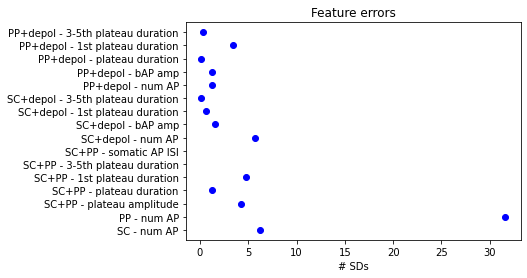 Feature errors
PP+depol - 3-5th plateau duration
PP+depol - 1st plateau duration
PP+depol - plateau duration
PP+depol - bAP amp
PP+depol - num AP
SC+depol - 3-5th plateau duration
SC+depol - 1st plateau duration
SC+depol - bAP amp
SC+depol - num AP
SC+PP - somatic AP ISI
SC+PP - 3-5th plateau duration
SC+PP - 1st plateau duration
SC+PP - plateau duration
SC+PP - plateau amplitude
PP - num AP
SC - num AP
0 5 10 15 20 25 30
# SDs